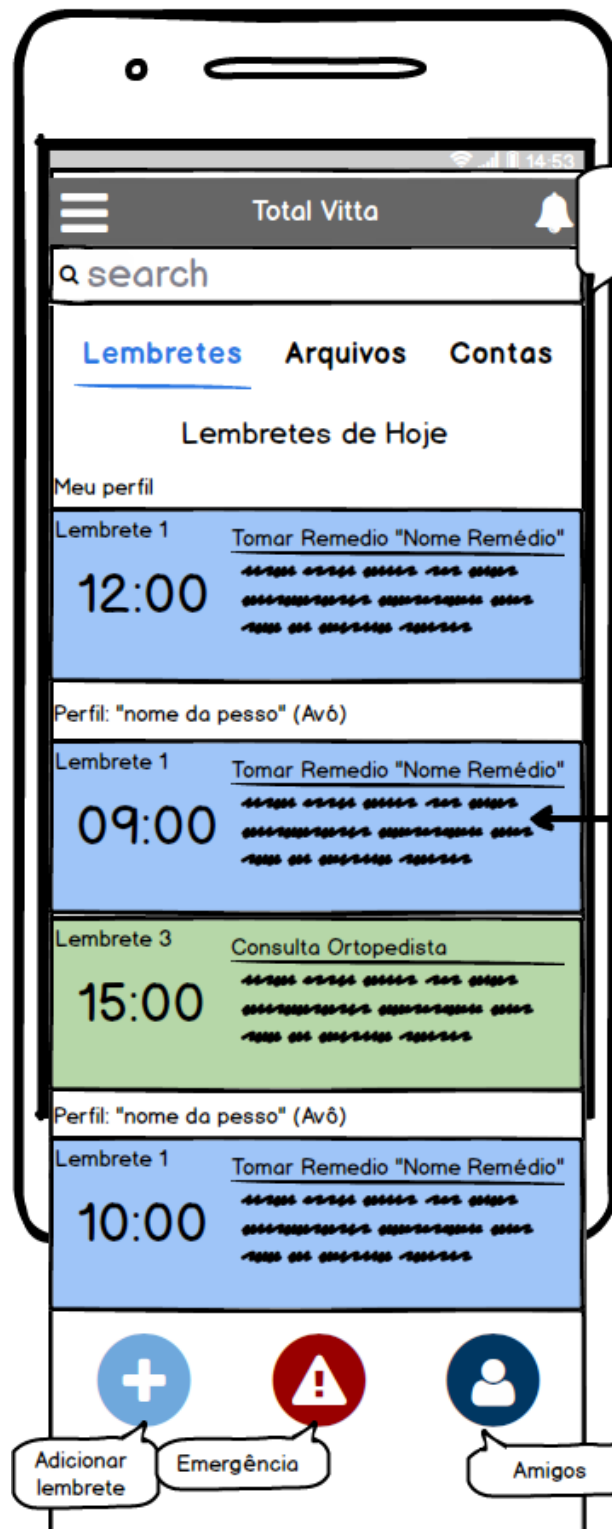 14:53
Total Vitta
search
Lembretes Arquivos Contas
Lembretes de Hoje
Meu perfil
Lembrete 1
Tomar Remedio "Nome Remédio"
12:00
Perfil: "nome da pesso" (Avó)
Lembrete 1
Tomar Remedio "Nome Remédio"
09:00
Lembrete 3
Consulta Ortopedista
15:00
Perfil: "nome da pesso" (Avô)
Lembrete 1
Tomar Remedio "Nome Remédio"
10:00
Adicionar
lembrete
Emergência
Amigos